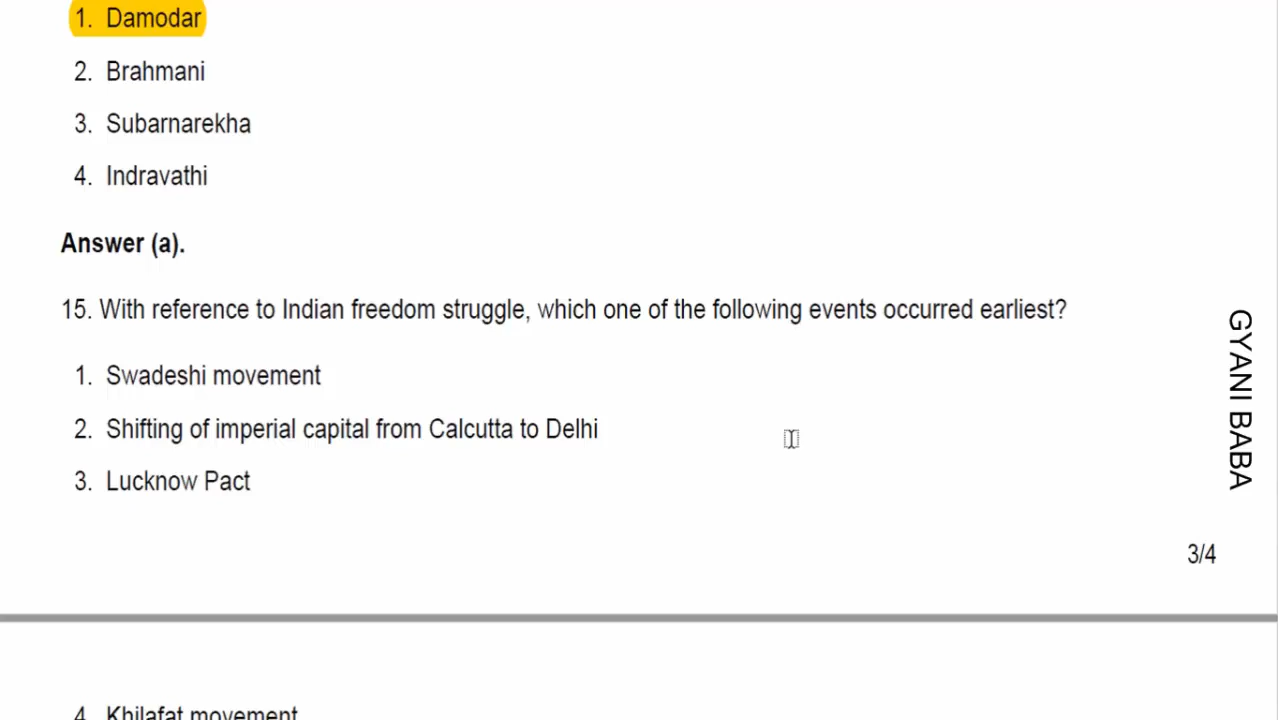 1. Damodar
2. Brahmani
3. Subarnarekha
4. Indravathi
Answer (a).
15. With reference to Indian freedom struggle, which one of the following events occurred earliest?
1. Swadeshi movement
2. Shifting of imperial capital from Calcutta to Delhi
3. Lucknow Pact
GYANI BABA
3/4
4. Khilafat movement